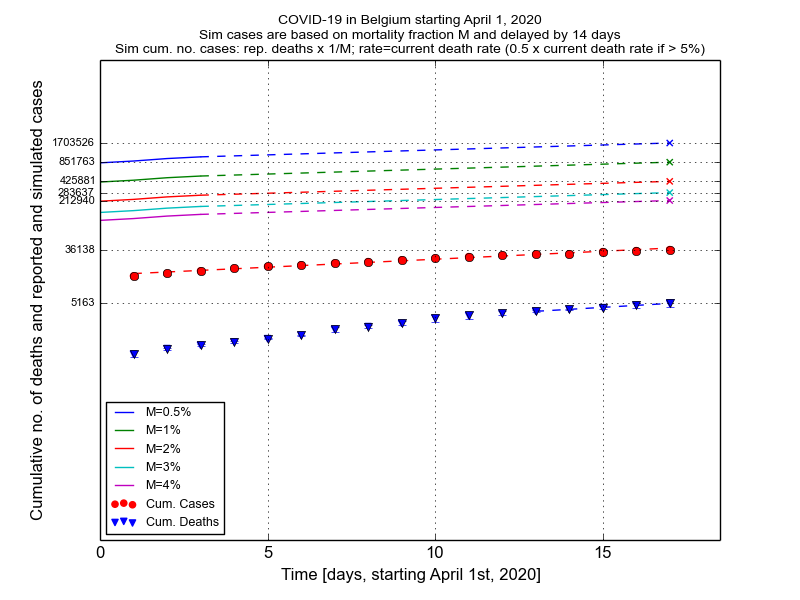 COVID-19 in Belgium starting April 1, 2020
Sim cases are based on mortality fraction M and delayed by 14 days
Sim cum. no. cases: rep. deaths x 1/M; rate=current death rate (0.5 x current death rate if > 5%)
Cumulative no. of deaths and reported and simulated cases
1703526
851763
425881
283637
212940
36138
5163
M=0.5%
M=1%
M=2%
M=3%
M=4%
Cum. Cases
Cum. Deaths
0 5 10 15
Time [days, starting April 1st, 2020]